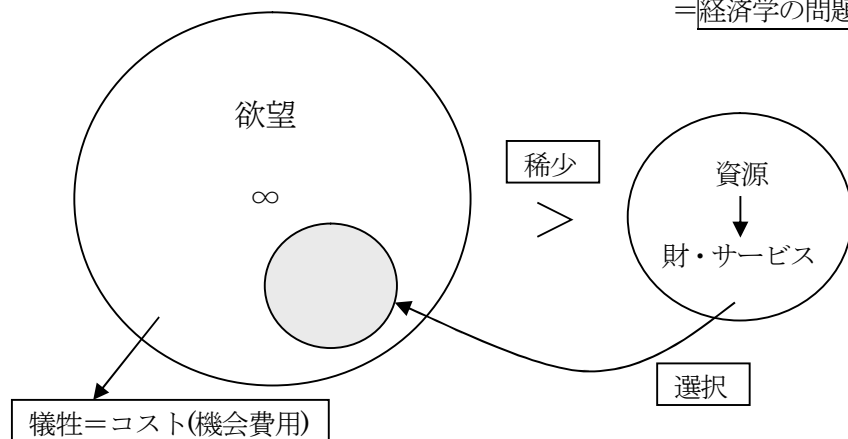 ＝経済学の問題
欲望
∞
稀少
＞
資源
財・サービス
選択
犠牲＝コスト(機会費用)